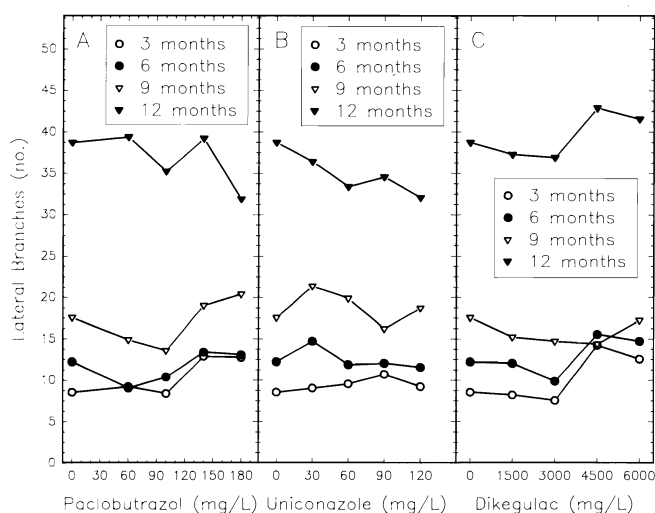 A
3 months
6 months
9 months
12 months
B
3 months
6 months
9 months
12 months
C
3 months
6 months
9 months
12 months
Lateral Branches (no.)
50
45
40
35
30
25
20
15
10
5
0
0 30 60 90 120 150 180
0 30 60 90 120
0 1500 3000 4500 6000
Paclobutrazol (mg/L)
Uniconazole (mg/L)
Dikegulac (mg/L)